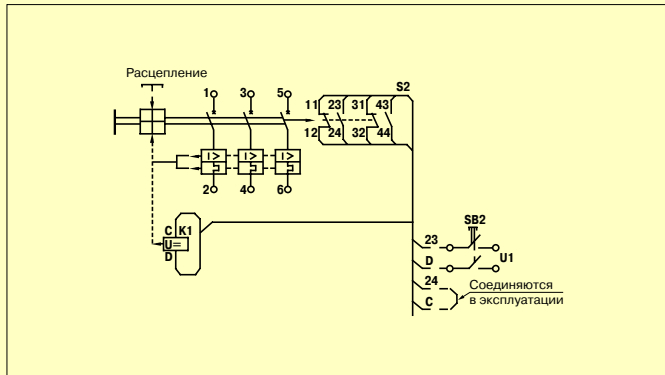 Расцепление
1 3 5
S2
11 23 31 43
12 24 32 44
I> I> I>
2 4 6
C K1
U=
D
SB2
23
D U1
24
C
Соединяются
в эксплуатации